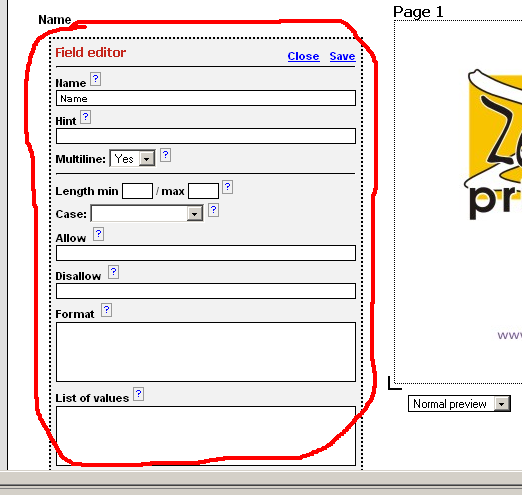 Name
Field editor Close Save
Name ?
Name
Hint ?
Multiline: Yes ?
Length min / max ?
Case: ?
Allow ?
Disallow ?
Format ?
List of values ?
Page 1
pr
www
Normal preview